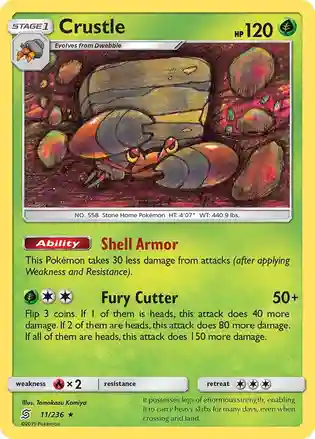 STAGE 1
Crustle
HP 120
Evolves from Dwebble
NO. 558 Stone Home Pokémon HT: 4'07" WT: 440.9 lbs.
Ability Shell Armor
This Pokémon takes 30 less damage from attacks (after applying
Weakness and Resistance).
Fury Cutter 50+
Flip 3 coins. If 1 of them is heads, this attack does 40 more
damage. If 2 of them are heads, this attack does 80 more damage.
If all of them are heads, this attack does 150 more damage.
weakness ×2 resistance retreat
Illus. Tomokazu Komiya
11/236 ★
©2019 Pokémon
It possesses legs of enormous strength, enabling
it to carry heavy slabs for many days, even when
crossing arid land.